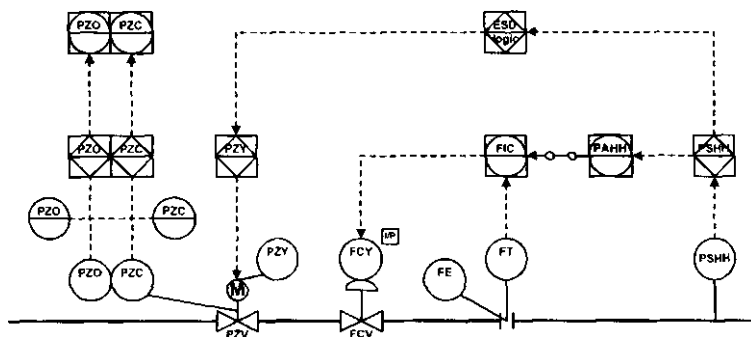 PZO PZC
ESD
logic
PZO PZC PZY FIC PAHH PSHH
PZO PZC
I/P
PZO PZC PZY FCY FE FT PSHH
M
PZV FCV